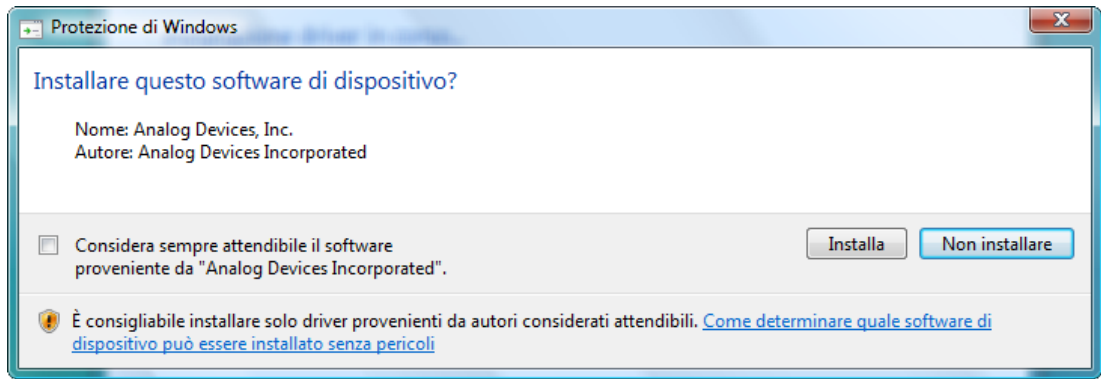 Protezione di Windows
Installare questo software di dispositivo?
Nome: Analog Devices, Inc.
Autore: Analog Devices Incorporated
Considera sempre attendibile il software
proveniente da "Analog Devices Incorporated".
Installa
Non installare
È consigliabile installare solo driver provenienti da autori considerati attendibili. Come determinare quale software di
dispositivo può essere installato senza pericoli